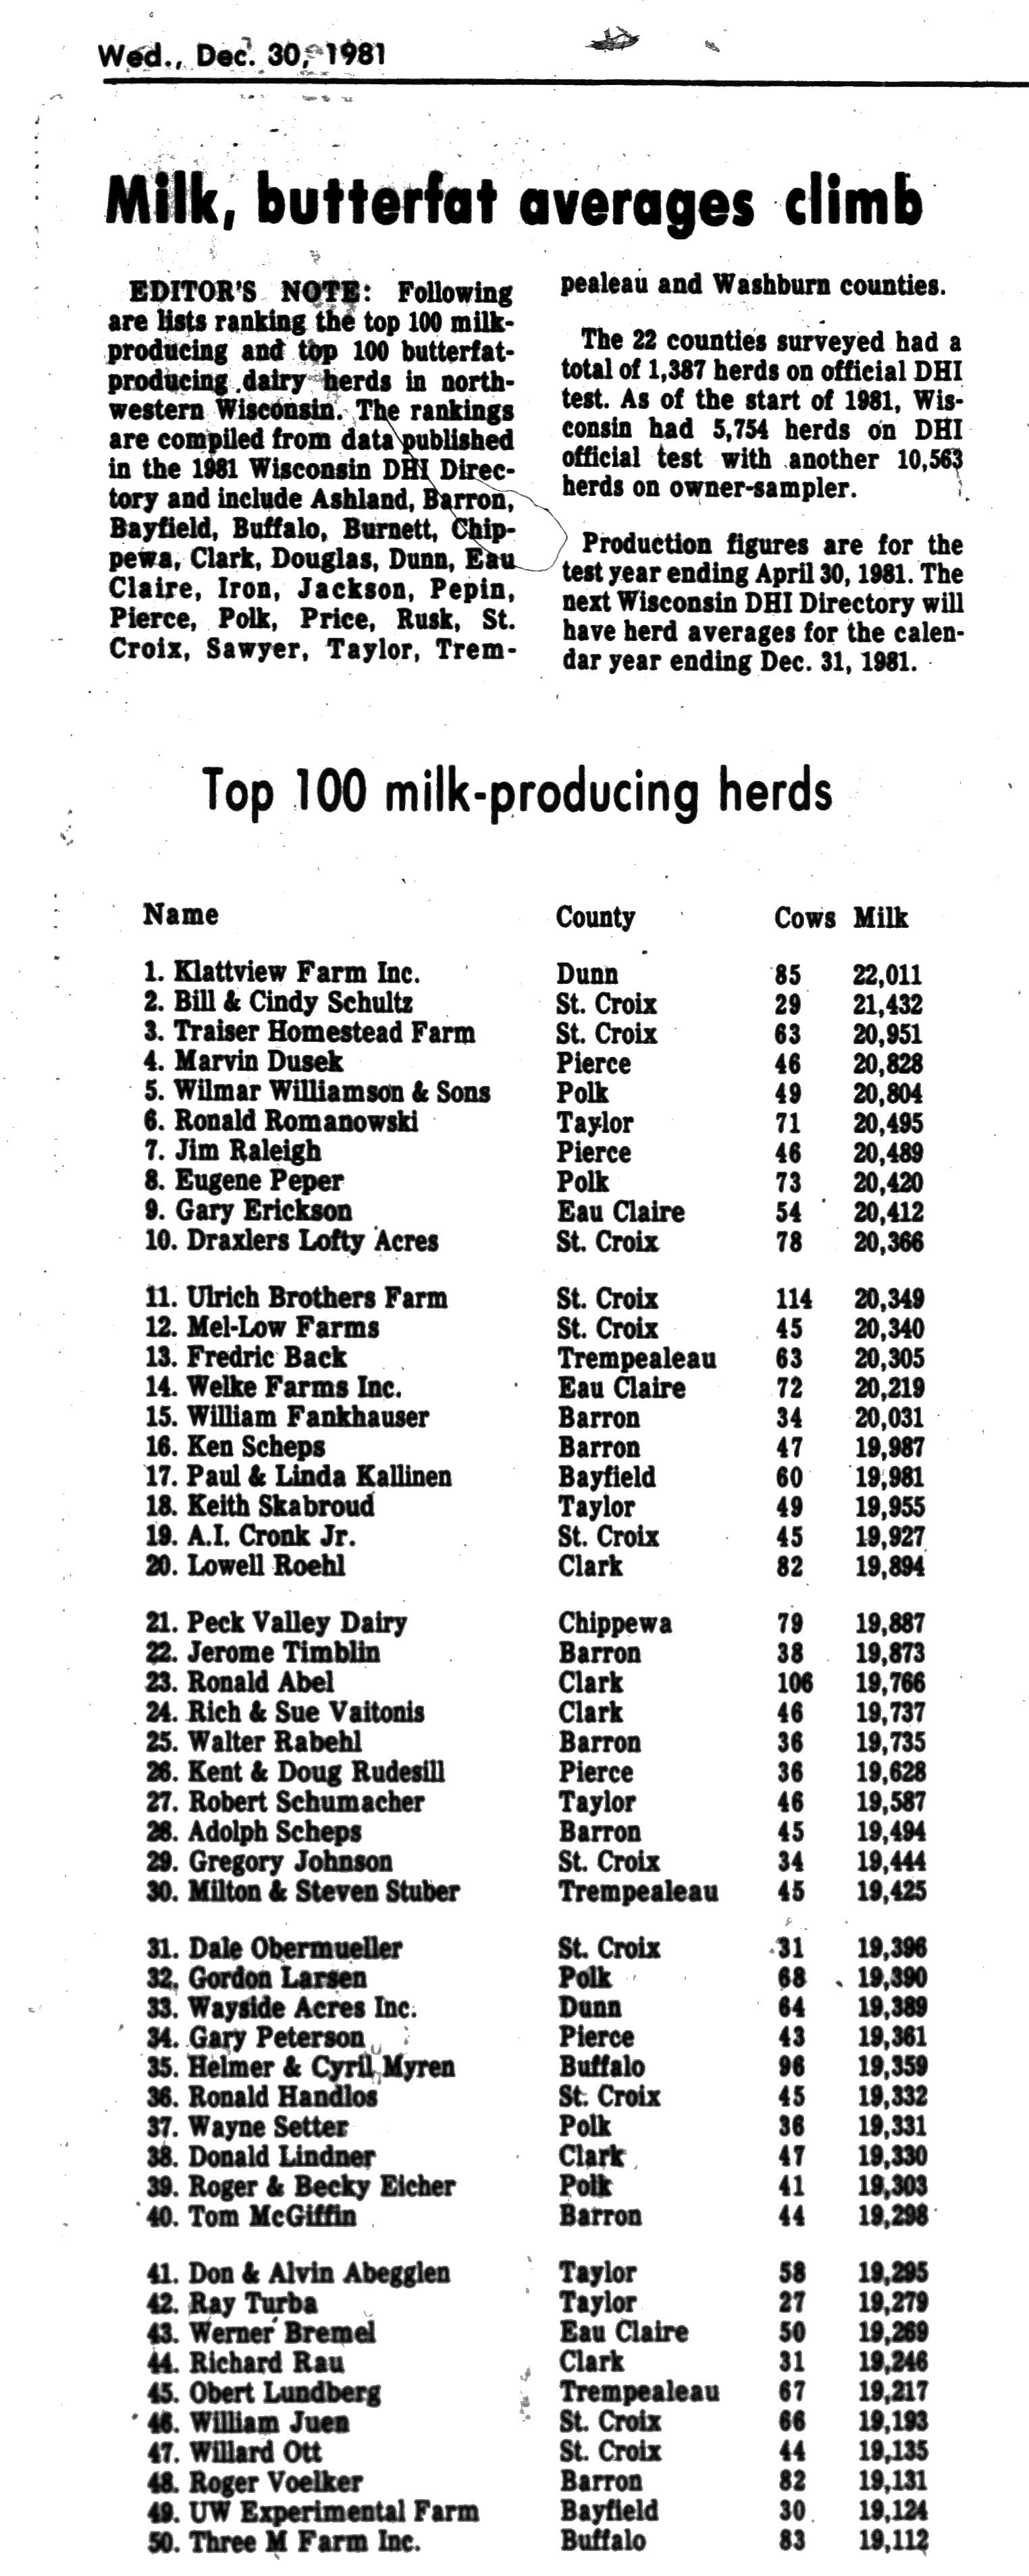 Wed., Dec. 30, 1981
Milk, butterfat averages climb
EDITOR'S NOTE: Following
are lists ranking the top 100 milk-
producing and top 100 butterfat-
producing dairy herds in north-
western Wisconsin. The rankings
are compiled from data published
in the 1981 Wisconsin DHI Direc-
tory and include Ashland, Barron,
Bayfield, Buffalo, Burnett, Chip-
pewa, Clark, Douglas, Dunn, Eau
Claire, Iron, Jackson, Pepin,
Pierce, Polk, Price, Rusk, St.
Croix, Sawyer, Taylor, Trem-
pealeau and Washburn counties.
The 22 counties surveyed had a
total of 1,387 herds on official DHI
test. As of the start of 1981, Wis-
consin had 5,754 herds on DHI
official test with another 10,563
herds on owner-sampler.
Production figures are for the
test year ending April 30, 1981. The
next Wisconsin DHI Directory will
have herd averages for the calen-
dar year ending Dec. 31, 1981.
Top 100 milk-producing herds
Name County Cows Milk
1. Klattview Farm Inc. Dunn 85 22,011
2. Bill & Cindy Schultz St. Croix 29 21,432
3. Traiser Homestead Farm St. Croix 63 20,951
4. Marvin Dusek Pierce 46 20,828
5. Wilmar Williamson & Sons Polk 49 20,804
6. Ronald Romanowski Taylor 71 20,495
7. Jim Raleigh Pierce 46 20,489
8. Eugene Peper Polk 73 20,420
9. Gary Erickson Eau Claire 54 20,412
10. Draxlers Lofty Acres St. Croix 78 20,366
11. Ulrich Brothers Farm St. Croix 114 20,349
12. Mel-Low Farms St. Croix 45 20,340
13. Fredric Back Trempealeau 63 20,305
14. Welke Farms Inc. Eau Claire 72 20,219
15. William Fankhauser Barron 34 20,031
16. Ken Scheps Barron 47 19,987
17. Paul & Linda Kallinen Bayfield 60 19,981
18. Keith Skabroud Taylor 49 19,955
19. A.I. Cronk Jr. St. Croix 45 19,927
20. Lowell Roehl Clark 82 19,894
21. Peck Valley Dairy Chippewa 79 19,887
22. Jerome Timblin Barron 38 19,873
23. Ronald Abel Clark 106 19,766
24. Rich & Sue Vaitonis Clark 46 19,737
25. Walter Rabehl Barron 36 19,735
26. Kent & Doug Rudesill Pierce 36 19,628
27. Robert Schumacher Taylor 46 19,587
28. Adolph Scheps Barron 45 19,494
29. Gregory Johnson St. Croix 34 19,444
30. Milton & Steven Stuber Trempealeau 45 19,425
31. Dale Obermueller St. Croix 31 19,396
32. Gordon Larsen Polk 68 19,390
33. Wayside Acres Inc. Dunn 64 19,389
34. Gary Peterson Pierce 43 19,361
35. Helmer & Cyril Myren Buffalo 96 19,359
36. Ronald Handlos St. Croix 45 19,332
37. Wayne Setter Polk 36 19,331
38. Donald Lindner Clark 47 19,330
39. Roger & Becky Eicher Polk 41 19,303
40. Tom McGiffin Barron 44 19,298
41. Don & Alvin Abegglen Taylor 58 19,295
42. Ray Turba Taylor 27 19,279
43. Werner Bremel Eau Claire 50 19,269
44. Richard Rau Clark 31 19,246
45. Obert Lundberg Trempealeau 67 19,217
46. William Juen St. Croix 66 19,193
47. Willard Ott St. Croix 44 19,135
48. Roger Voelker Barron 82 19,131
49. UW Experimental Farm Bayfield 30 19,124
50. Three M Farm Inc. Buffalo 83 19,112